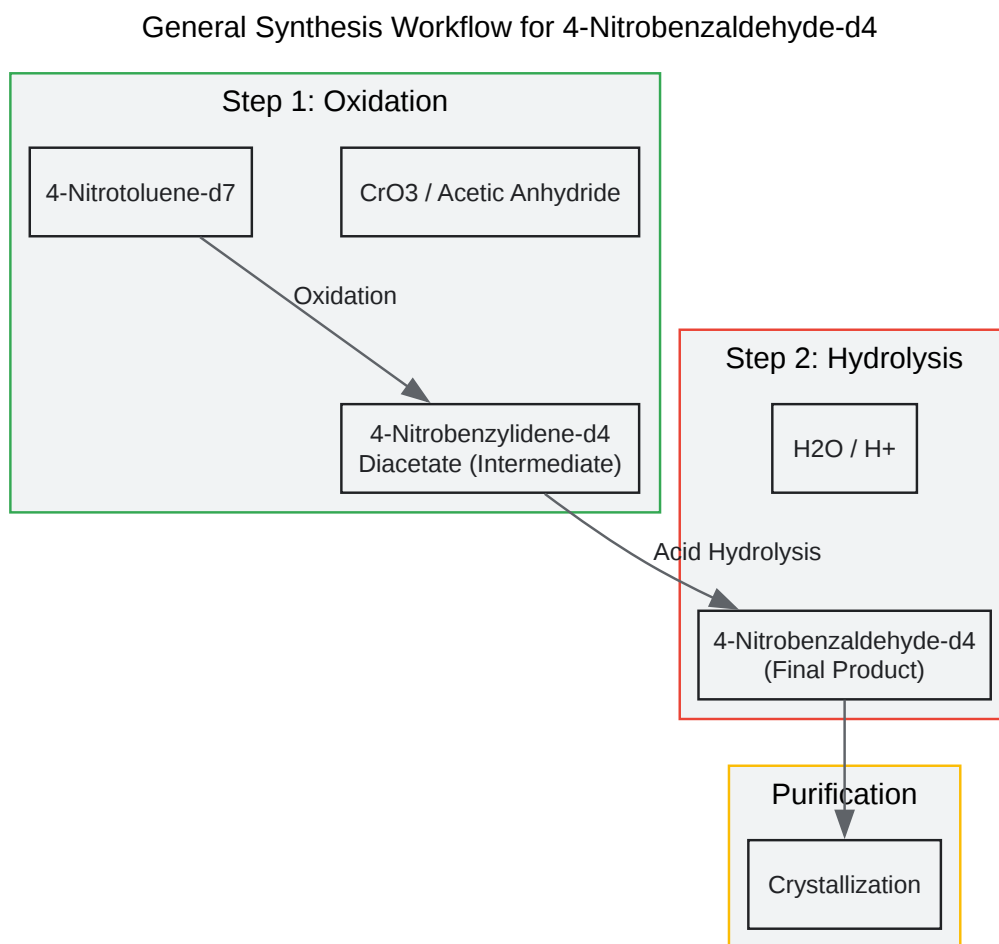 General Synthesis Workflow for 4-Nitrobenzaldehyde-d4
Step 1: Oxidation
4-Nitrotoluene-d7
CrO3 / Acetic Anhydride
Oxidation
4-Nitrobenzylidene-d4
Diacetate (Intermediate)
Step 2: Hydrolysis
H2O / H+
Acid Hydrolysis
4-Nitrobenzaldehyde-d4
(Final Product)
Purification
Crystallization